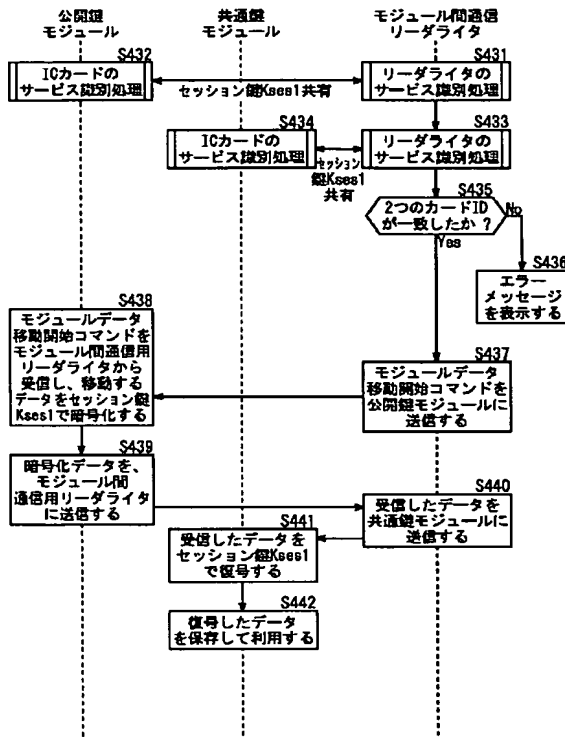 公開鍵
モジュール
共通鍵
モジュール
モジュール間通信
リーダライタ
S432
ICカードの
サービス識別処理
セッション鍵Kses1共有
S431
リーダライタの
サービス識別処理
S434
ICカードの
サービス識別処理
セッション
鍵Kses1
共有
S433
リーダライタの
サービス識別処理
S435
2つのカードID
が一致したか?
No
Yes
S436
エラー
メッセージ
を表示する
S438
モジュールデータ
移動開始コマンドを
モジュール間通信用
リーダライタから
受信し、移動する
データをセッション鍵
Kses1で暗号化する
S437
モジュールデータ
移動開始コマンドを
公開鍵モジュールに
送信する
S439
暗号化データを、
モジュール間
通信用リーダライタ
に送信する
S440
受信したデータを
共通鍵モジュールに
送信する
S441
受信したデータを
セッション鍵Kses1
で復号する
S442
復号したデータ
を保存して利用する